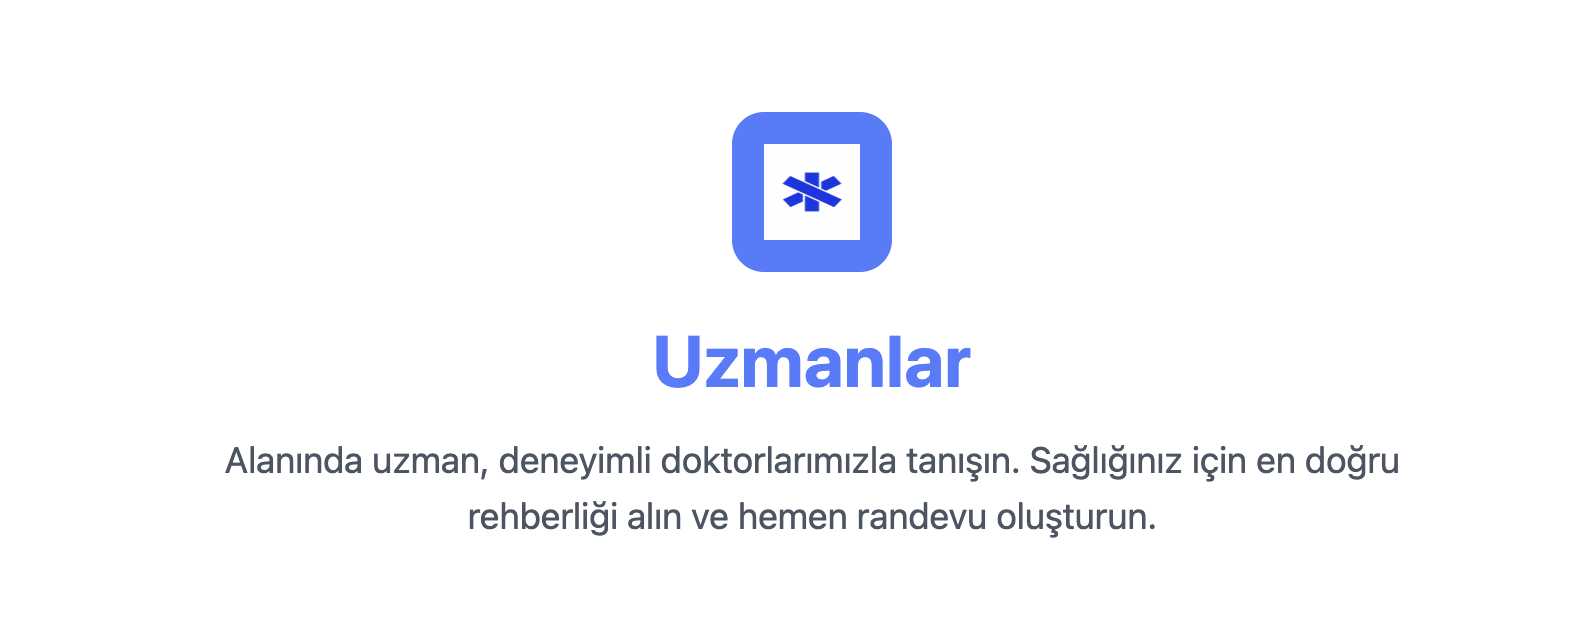 Uzmanlar
Alanında uzman, deneyimli doktorlarımızla tanışın. Sağlığınız için en doğru
rehberliği alın ve hemen randevu oluşturun.